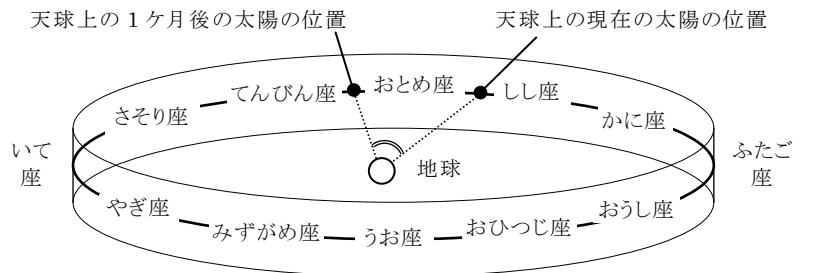 天球上の1ケ月後の太陽の位置
天球上の現在の太陽の位置
てんびん座
おとめ座
しし座
さそり座
かに座
いて
座
ふたご
座
地球
やぎ座
おうし座
みずがめ座
うお座
おひつじ座